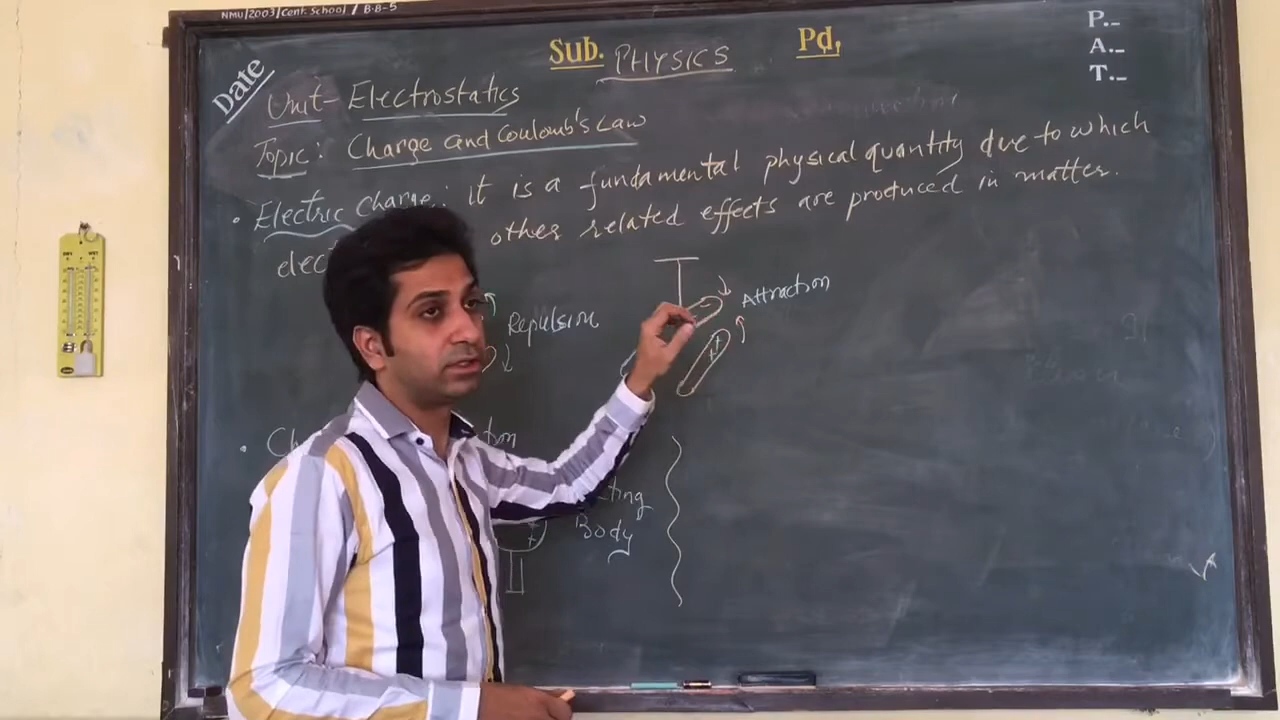 NMU/2003/Cent. School / B.B-5
Date
Sub. PHYSICS Pd,
P.-
A.-
T.-
Unit- Electrostatics
Topic: Charge and Coulomb's Law
• Electric charge: it is a fundamental physical quantity due to which
elec other related effects are produced in matter.
Repulsion
Attraction
++
Body